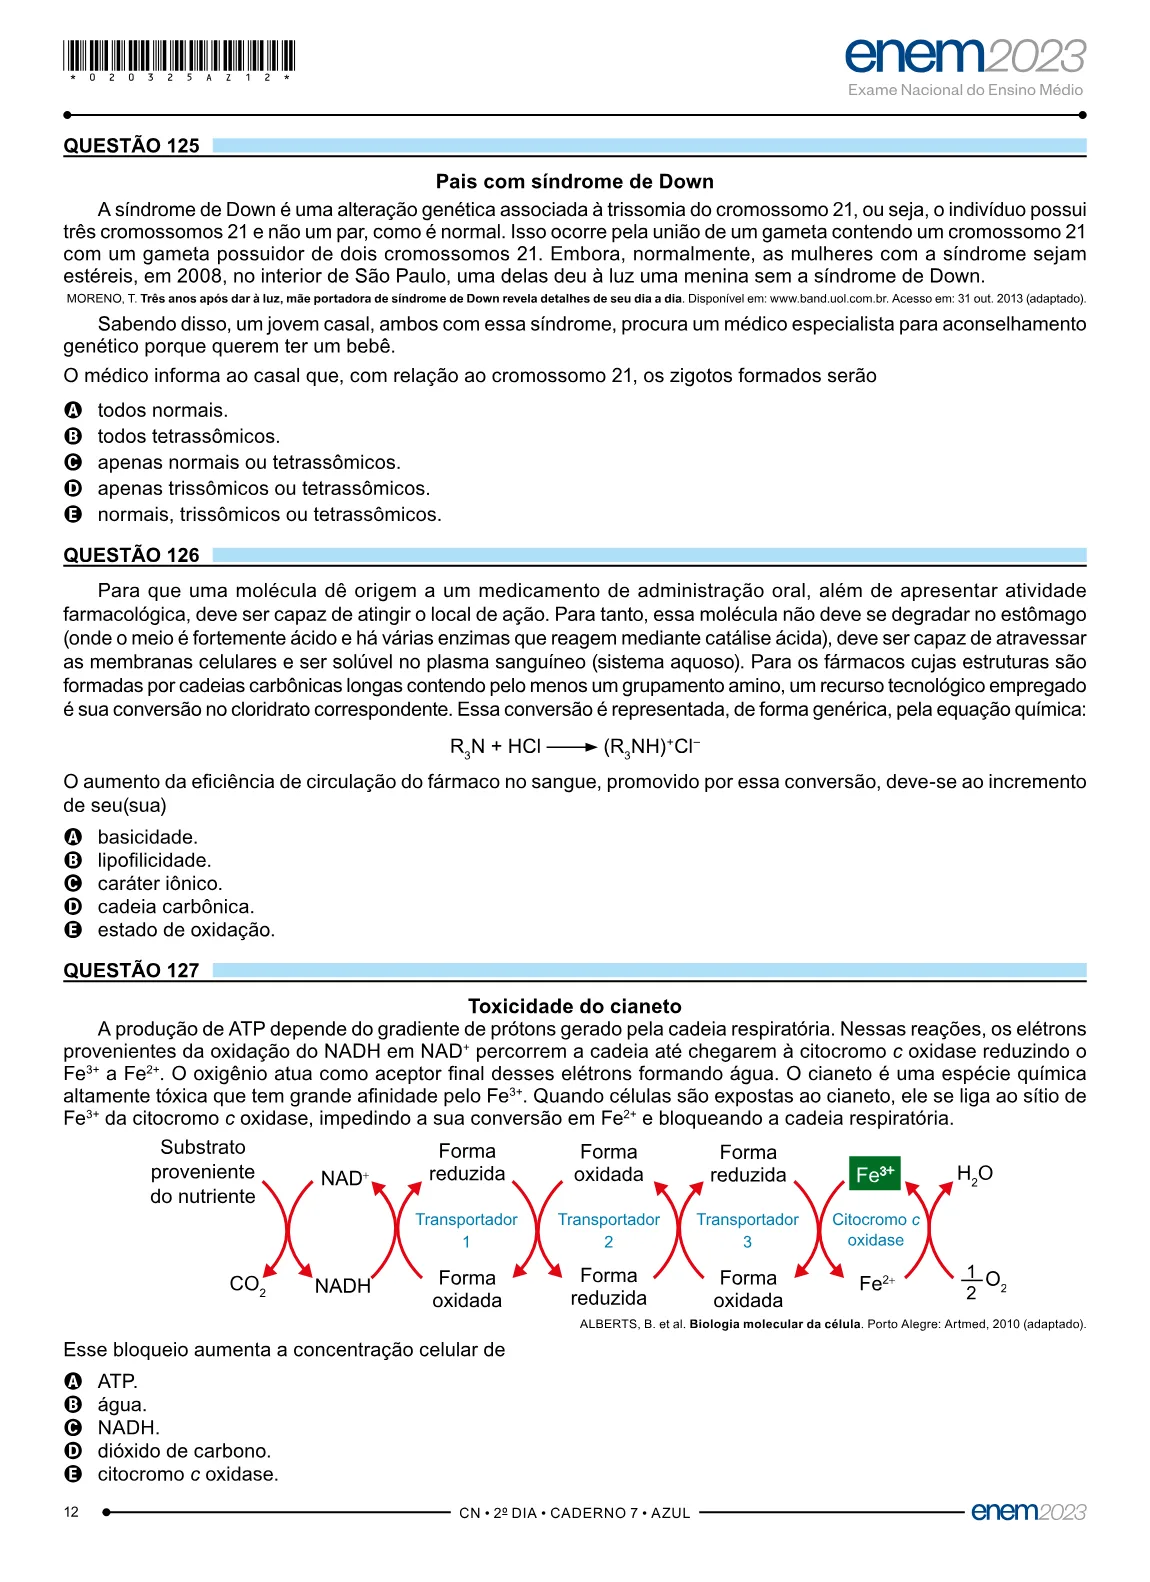 *020325AZ12*
enem2023
Exame Nacional do Ensino Médio
QUESTÃO 125
Pais com síndrome de Down
A síndrome de Down é uma alteração genética associada à trissomia do cromossomo 21, ou seja, o indivíduo possui
três cromossomos 21 e não um par, como é normal. Isso ocorre pela união de um gameta contendo um cromossomo 21
com um gameta possuidor de dois cromossomos 21. Embora, normalmente, as mulheres com a síndrome sejam
estéreis, em 2008, no interior de São Paulo, uma delas deu à luz uma menina sem a síndrome de Down.
MORENO, T. Três anos após dar à luz, mãe portadora de síndrome de Down revela detalhes de seu dia a dia. Disponível em: www.band.uol.com.br. Acesso em: 31 out. 2013 (adaptado).
Sabendo disso, um jovem casal, ambos com essa síndrome, procura um médico especialista para aconselhamento
genético porque querem ter um bebê.
O médico informa ao casal que, com relação ao cromossomo 21, os zigotos formados serão
A todos normais.
B todos tetrassômicos.
C apenas normais ou tetrassômicos.
D apenas trissômicos ou tetrassômicos.
E normais, trissômicos ou tetrassômicos.
QUESTÃO 126
Para que uma molécula dê origem a um medicamento de administração oral, além de apresentar atividade
farmacológica, deve ser capaz de atingir o local de ação. Para tanto, essa molécula não deve se degradar no estômago
(onde o meio é fortemente ácido e há várias enzimas que reagem mediante catálise ácida), deve ser capaz de atravessar
as membranas celulares e ser solúvel no plasma sanguíneo (sistema aquoso). Para os fármacos cujas estruturas são
formadas por cadeias carbônicas longas contendo pelo menos um grupamento amino, um recurso tecnológico empregado
é sua conversão no cloridrato correspondente. Essa conversão é representada, de forma genérica, pela equação química:
R₃N + HCl ⟶ (R₃NH)⁺Cl⁻
O aumento da eficiência de circulação do fármaco no sangue, promovido por essa conversão, deve-se ao incremento
de seu(sua)
A basicidade.
B lipofilicidade.
C caráter iônico.
D cadeia carbônica.
E estado de oxidação.
QUESTÃO 127
Toxicidade do cianeto
A produção de ATP depende do gradiente de prótons gerado pela cadeia respiratória. Nessas reações, os elétrons
provenientes da oxidação do NADH em NAD⁺ percorrem a cadeia até chegarem à citocromo c oxidase reduzindo o
Fe³⁺ a Fe²⁺. O oxigênio atua como aceptor final desses elétrons formando água. O cianeto é uma espécie química
altamente tóxica que tem grande afinidade pelo Fe³⁺. Quando células são expostas ao cianeto, ele se liga ao sítio de
Fe³⁺ da citocromo c oxidase, impedindo a sua conversão em Fe²⁺ e bloqueando a cadeia respiratória.
Substrato
proveniente
do nutriente
NAD⁺
Forma
reduzida
Forma
oxidada
Forma
reduzida
Fe³⁺
H₂O
Transportador
1
Transportador
2
Transportador
3
Citocromo c
oxidase
CO₂
NADH
Forma
oxidada
Forma
reduzida
Forma
oxidada
Fe²⁺
1/2 O₂
ALBERTS, B. et al. Biologia molecular da célula. Porto Alegre: Artmed, 2010 (adaptado).
Esse bloqueio aumenta a concentração celular de
A ATP.
B água.
C NADH.
D dióxido de carbono.
E citocromo c oxidase.
12
CN • 2º DIA • CADERNO 7 • AZUL
enem2023